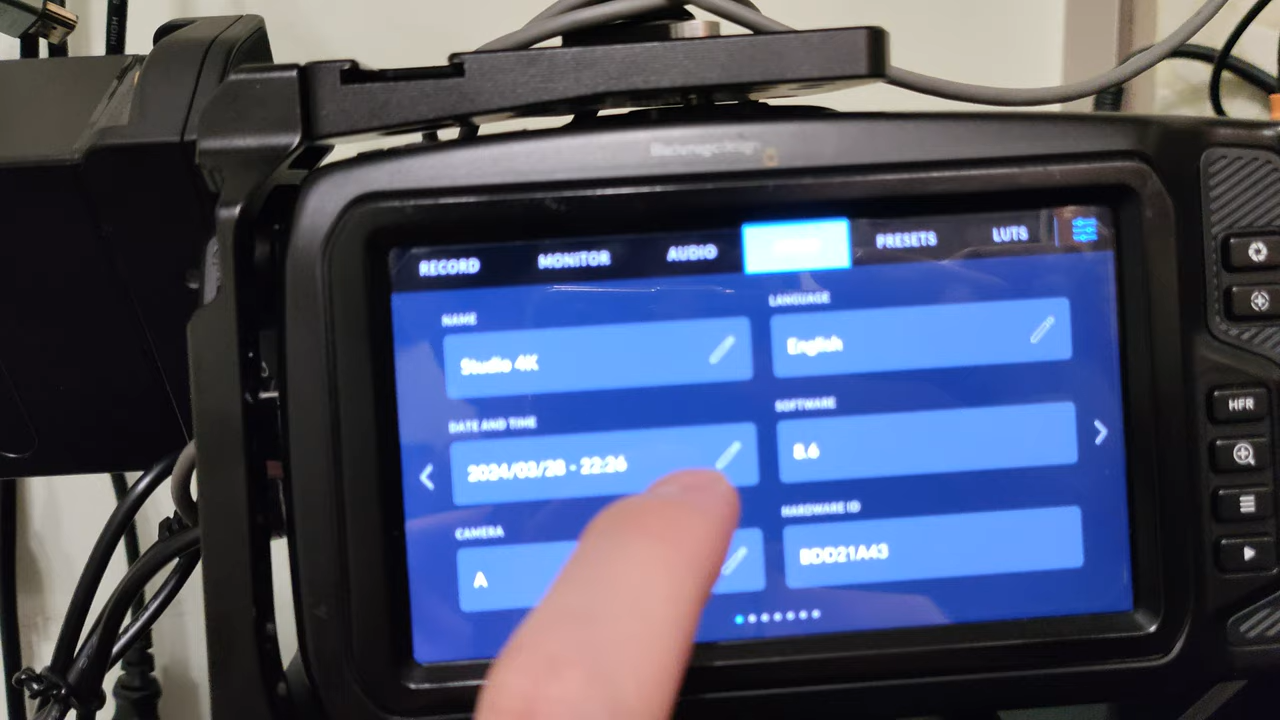 Blackmagicdesign
RECORD MONITOR AUDIO PRESETS LUTS
NAME
Studio 4K
LANGUAGE
English
DATE AND TIME
2024/03/28 - 22:26
SOFTWARE
8.6
CAMERA
A
HARDWARE ID
BDD21A43
HFR